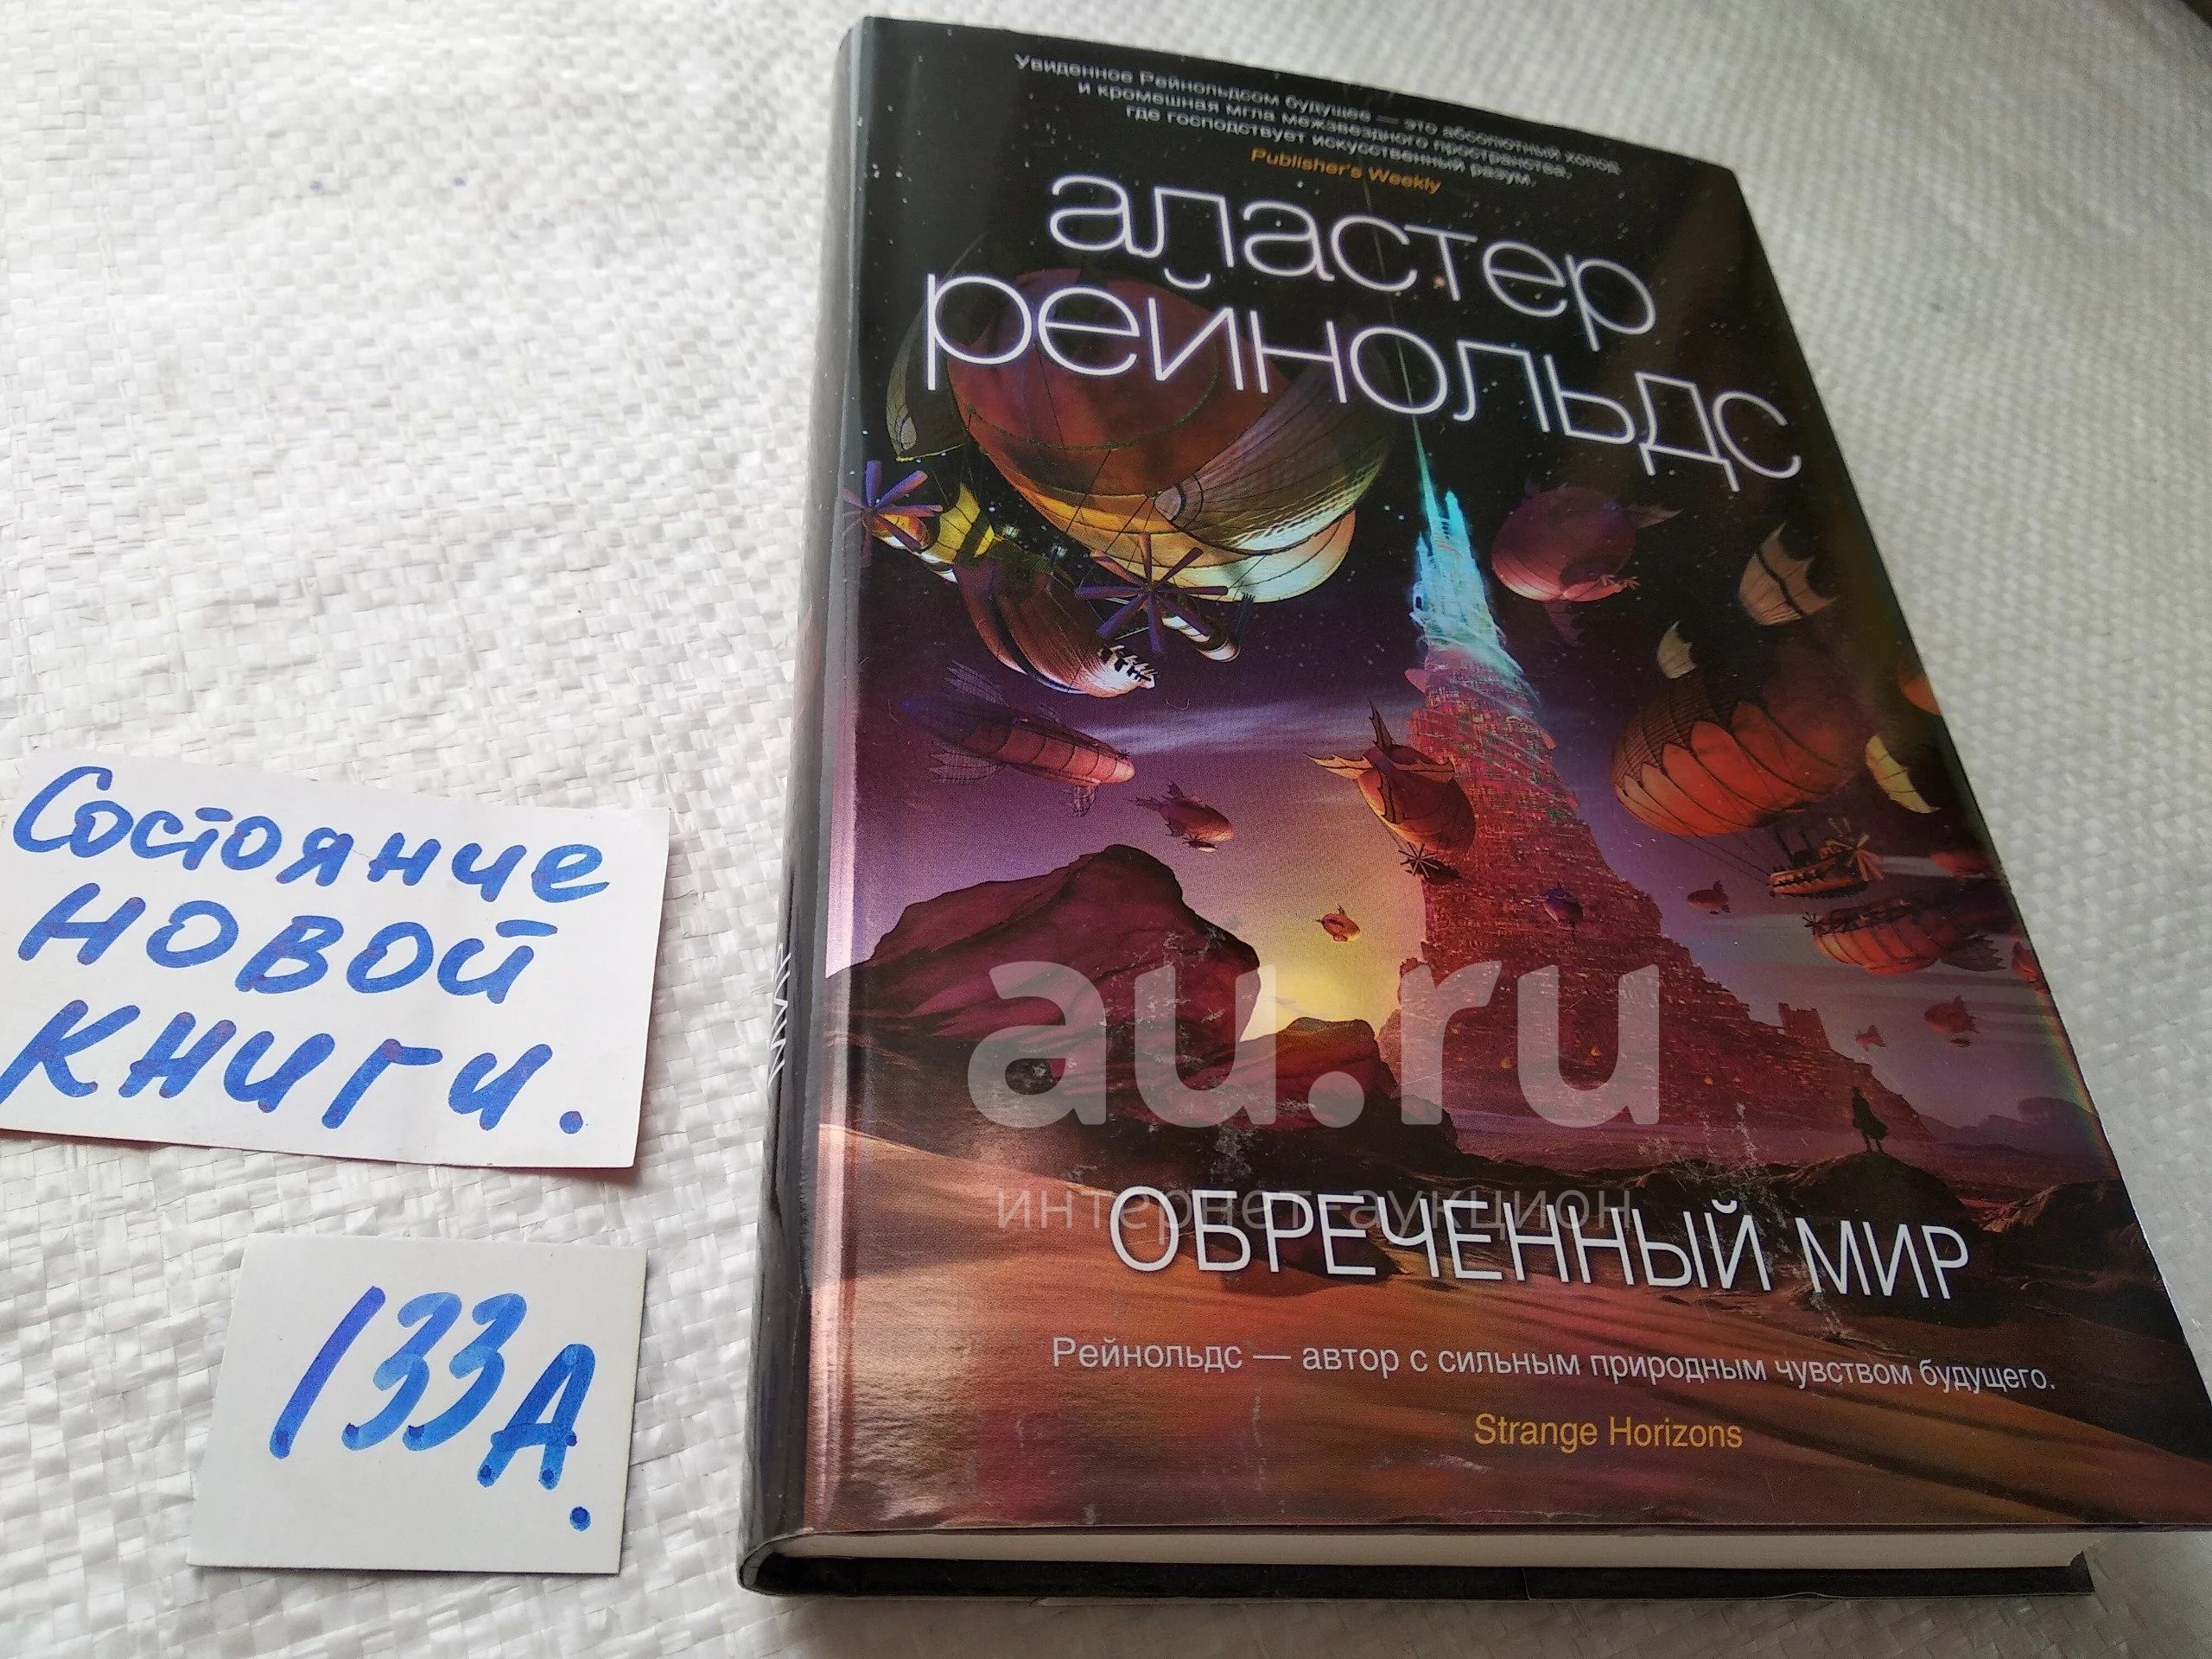 Увиденное Рейнольдсом будущее — это абсолютный холод
и кромешная мгла межзвездного пространства,
где господствует искусственный разум.
Publisher's Weekly
аластер
рейнольдс
Состояние
новой
книги.
133А.
мир
au.ru
интернет-аукцион
ОБРЕЧЕННЫЙ МИР
Рейнольдс — автор с сильным природным чувством будущего.
Strange Horizons